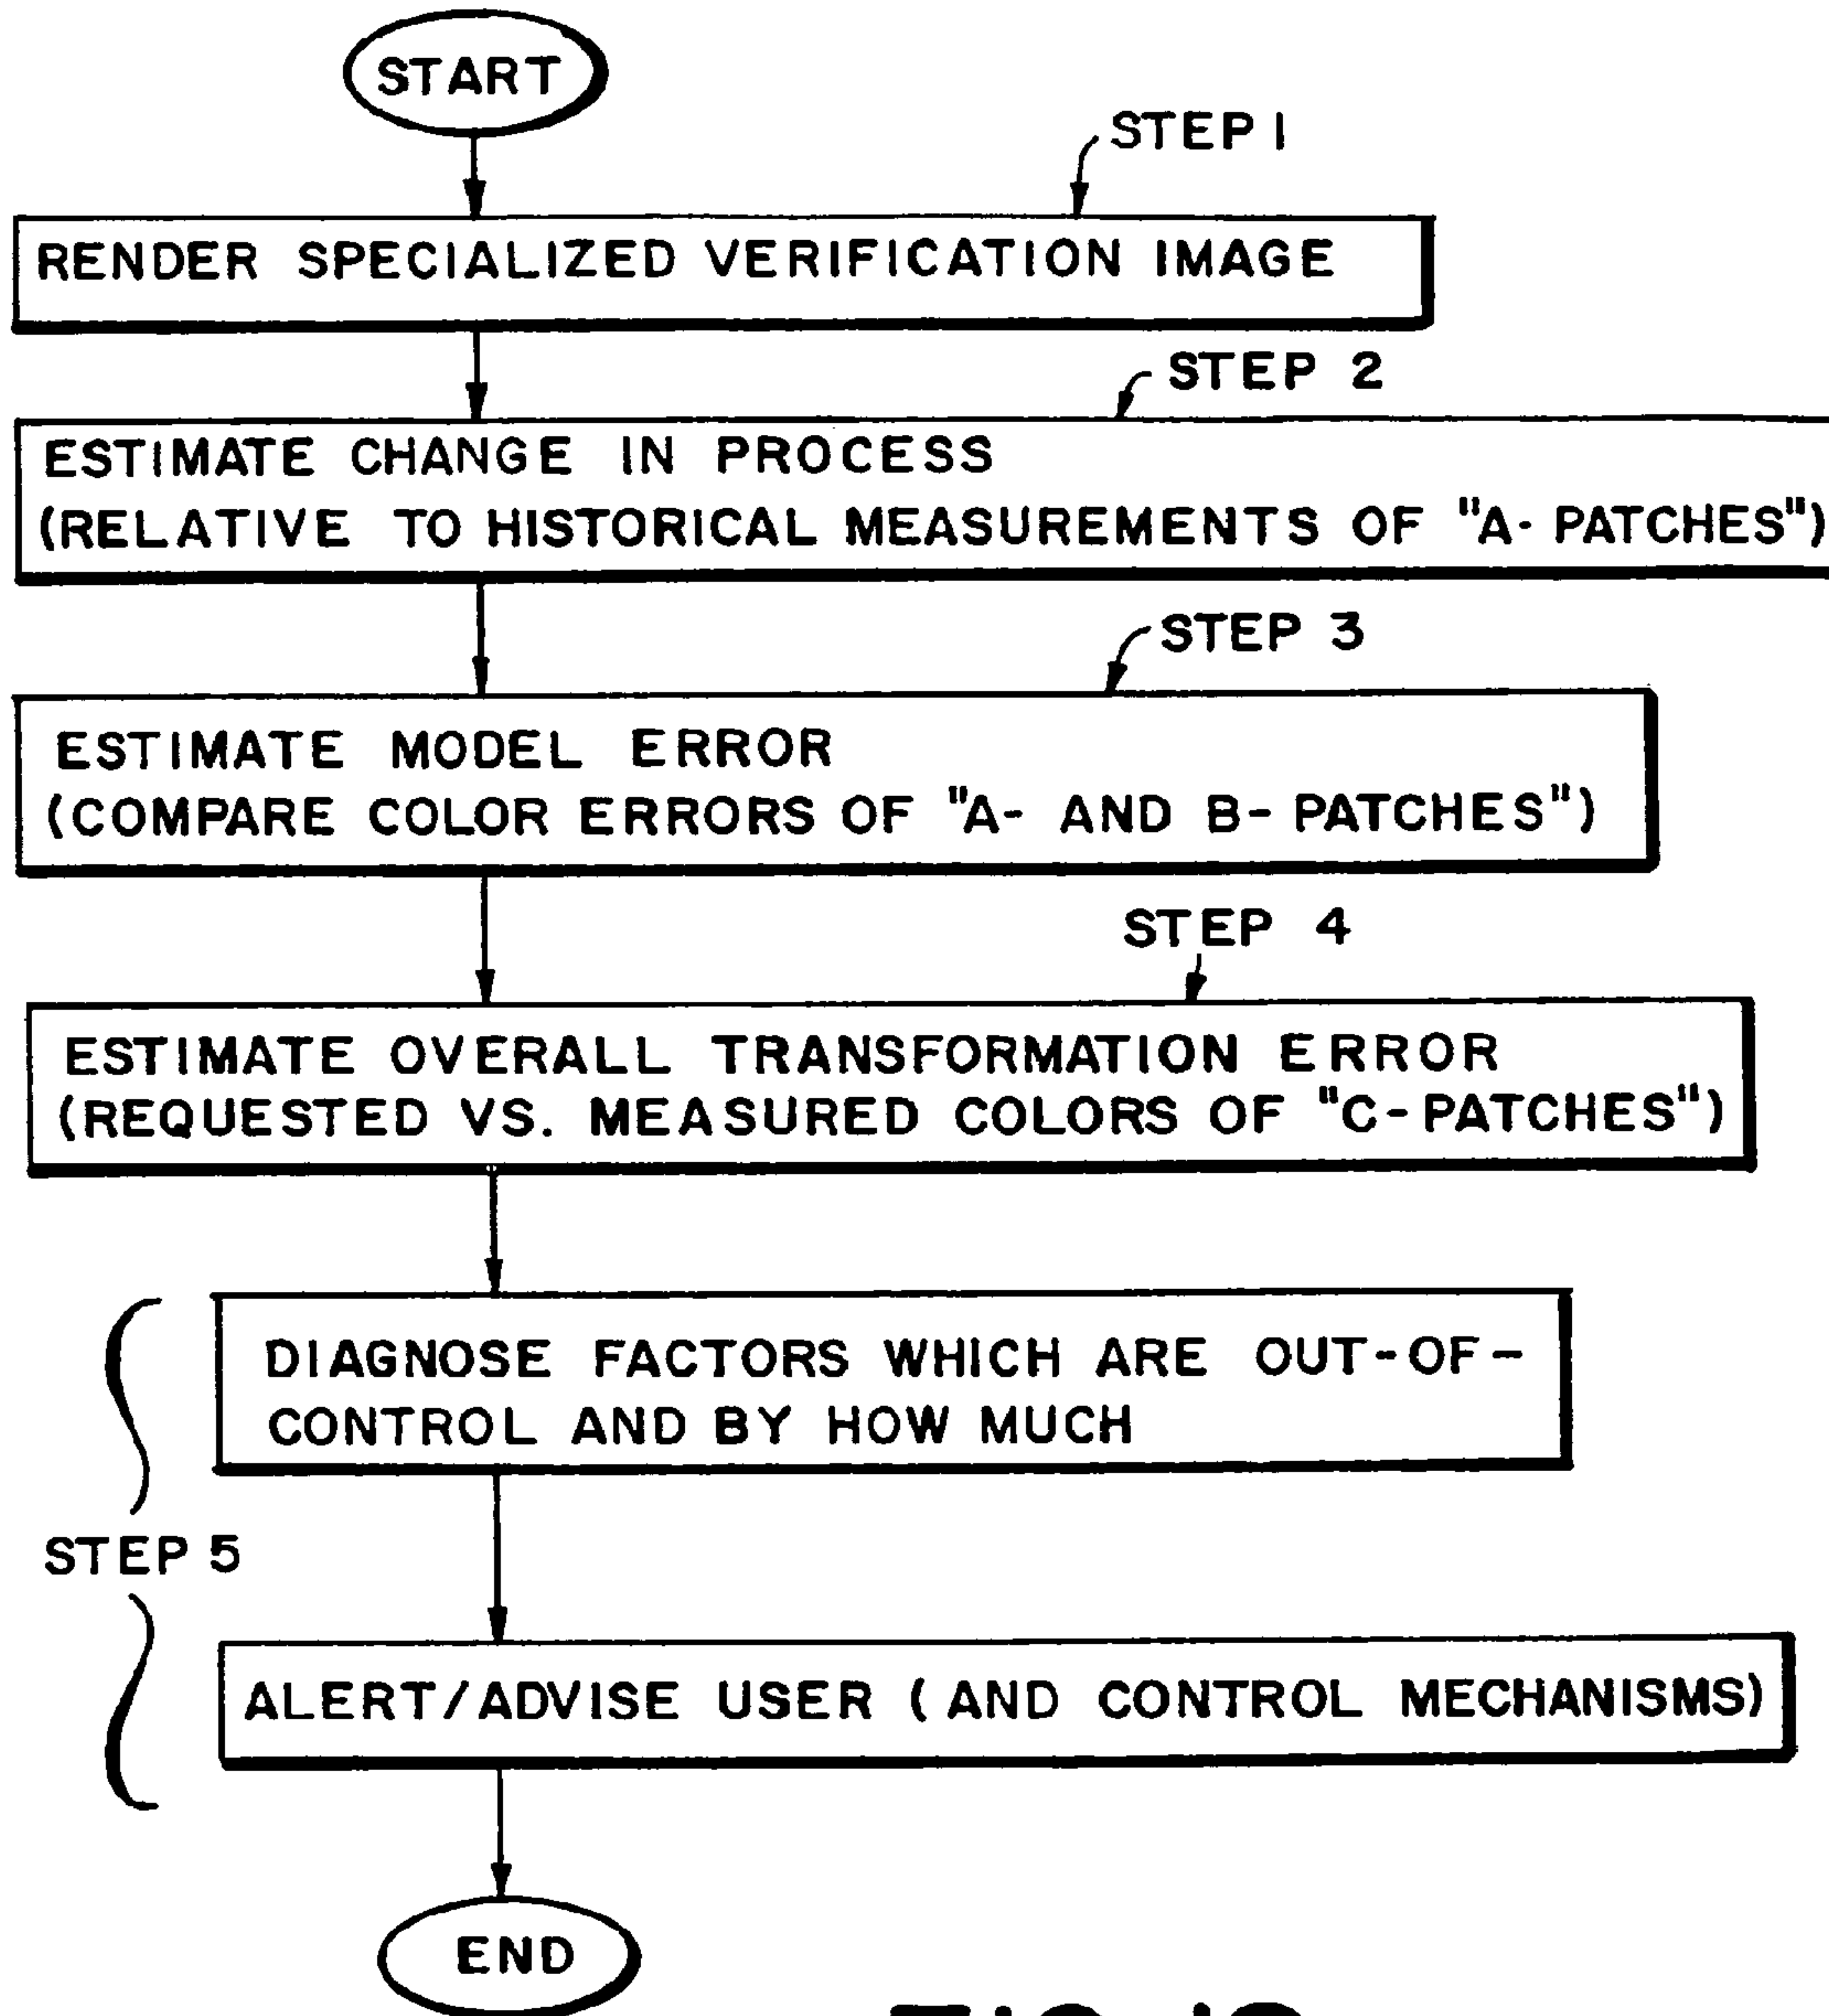 START
STEP 1
RENDER SPECIALIZED VERIFICATION IMAGE
STEP 2
ESTIMATE CHANGE IN PROCESS
(RELATIVE TO HISTORICAL MEASUREMENTS OF "A- PATCHES")
STEP 3
ESTIMATE MODEL ERROR
(COMPARE COLOR ERRORS OF "A- AND B- PATCHES")
STEP 4
ESTIMATE OVERALL TRANSFORMATION ERROR
(REQUESTED VS. MEASURED COLORS OF "C-PATCHES")
DIAGNOSE FACTORS WHICH ARE OUT-OF-
CONTROL AND BY HOW MUCH
STEP 5
ALERT/ADVISE USER (AND CONTROL MECHANISMS)
END